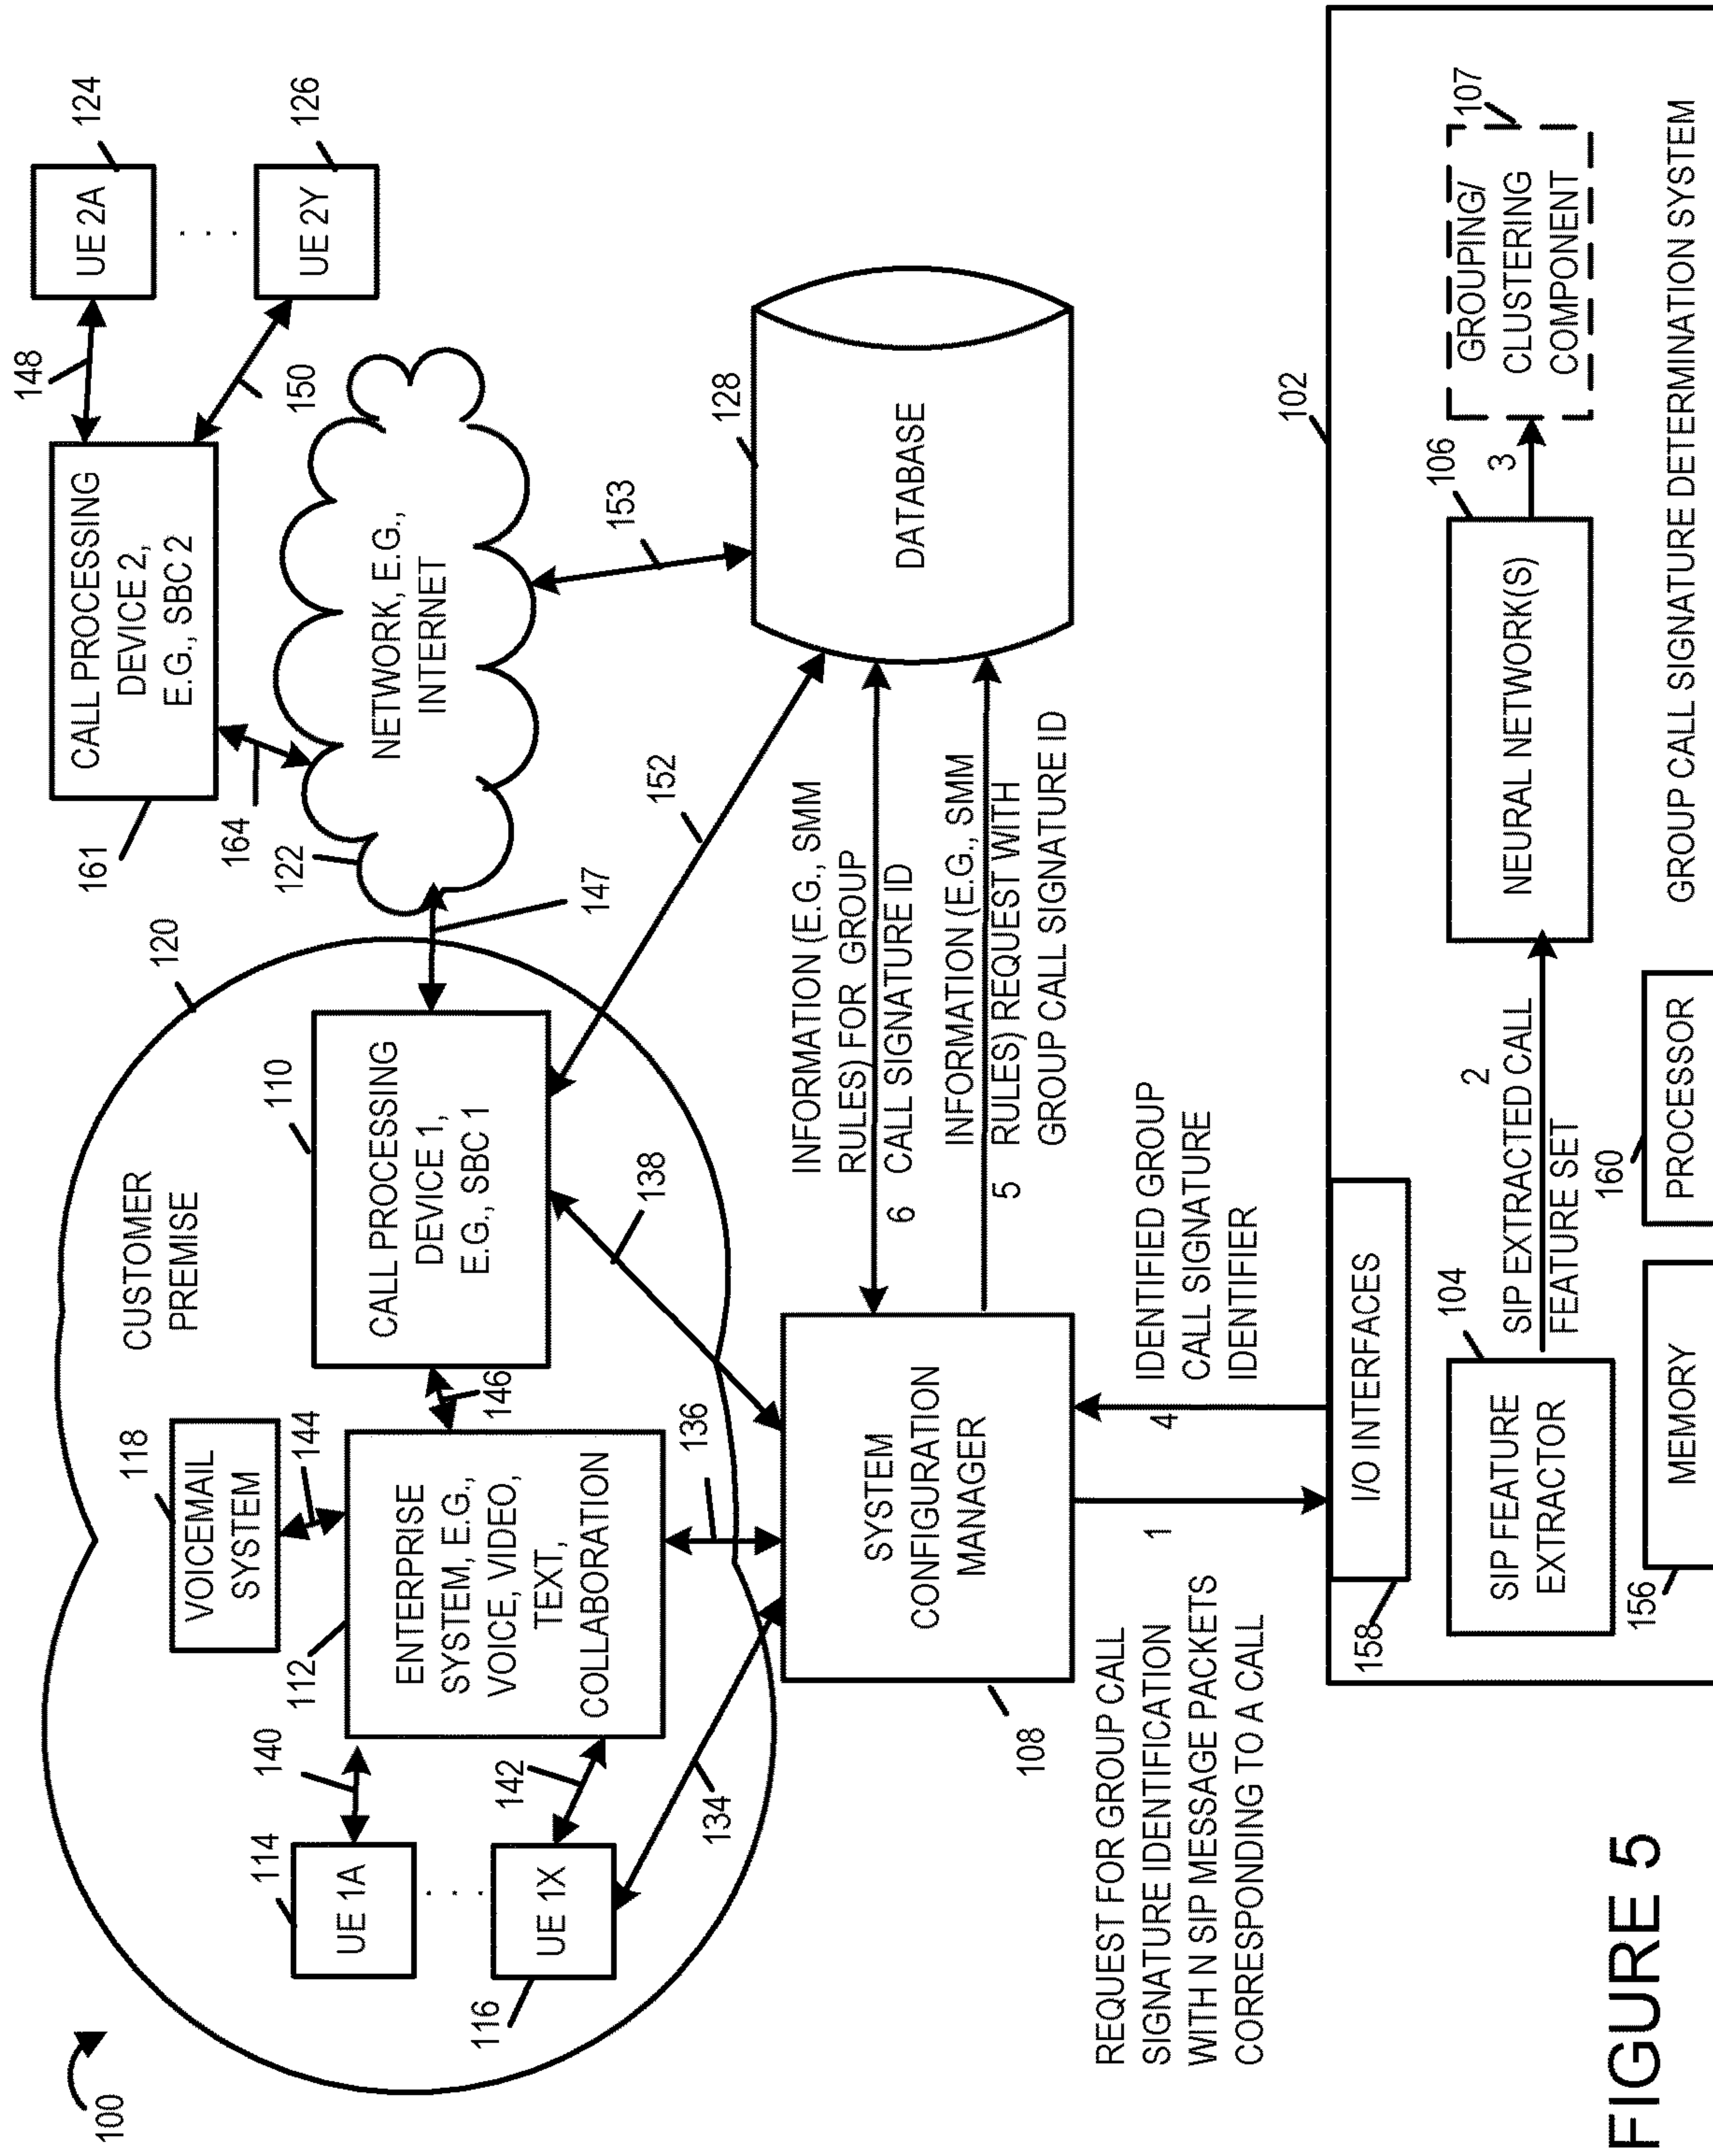 100
114
UE 1A
. . .
UE 1X
116
140
142
134
112
ENTERPRISE
SYSTEM, E.G.,
VOICE, VIDEO,
TEXT,
COLLABORATION
118
VOICEMAIL
SYSTEM
144
146
136
138
CUSTOMER
PREMISE
110
CALL PROCESSING
DEVICE 1,
E.G., SBC 1
120
147
122
NETWORK, E.G.,
INTERNET
164
161
CALL PROCESSING
DEVICE 2,
E.G., SBC 2
148
150
UE 2A
124
. . .
UE 2Y
126
152
153
128
DATABASE
108
SYSTEM
CONFIGURATION
MANAGER
INFORMATION (E.G., SMM
RULES) FOR GROUP
6 CALL SIGNATURE ID
INFORMATION (E.G., SMM
5 RULES) REQUEST WITH
GROUP CALL SIGNATURE ID
REQUEST FOR GROUP CALL
SIGNATURE IDENTIFICATION
WITH N SIP MESSAGE PACKETS
CORRESPONDING TO A CALL
1
4
IDENTIFIED GROUP
CALL SIGNATURE
IDENTIFIER
102
158
I/O INTERFACES
104
SIP FEATURE
EXTRACTOR
2
SIP EXTRACTED CALL
FEATURE SET
106
NEURAL NETWORK(S)
3
107
GROUPING/
CLUSTERING
COMPONENT
156
MEMORY
160
PROCESSOR
GROUP CALL SIGNATURE DETERMINATION SYSTEM
FIGURE 5